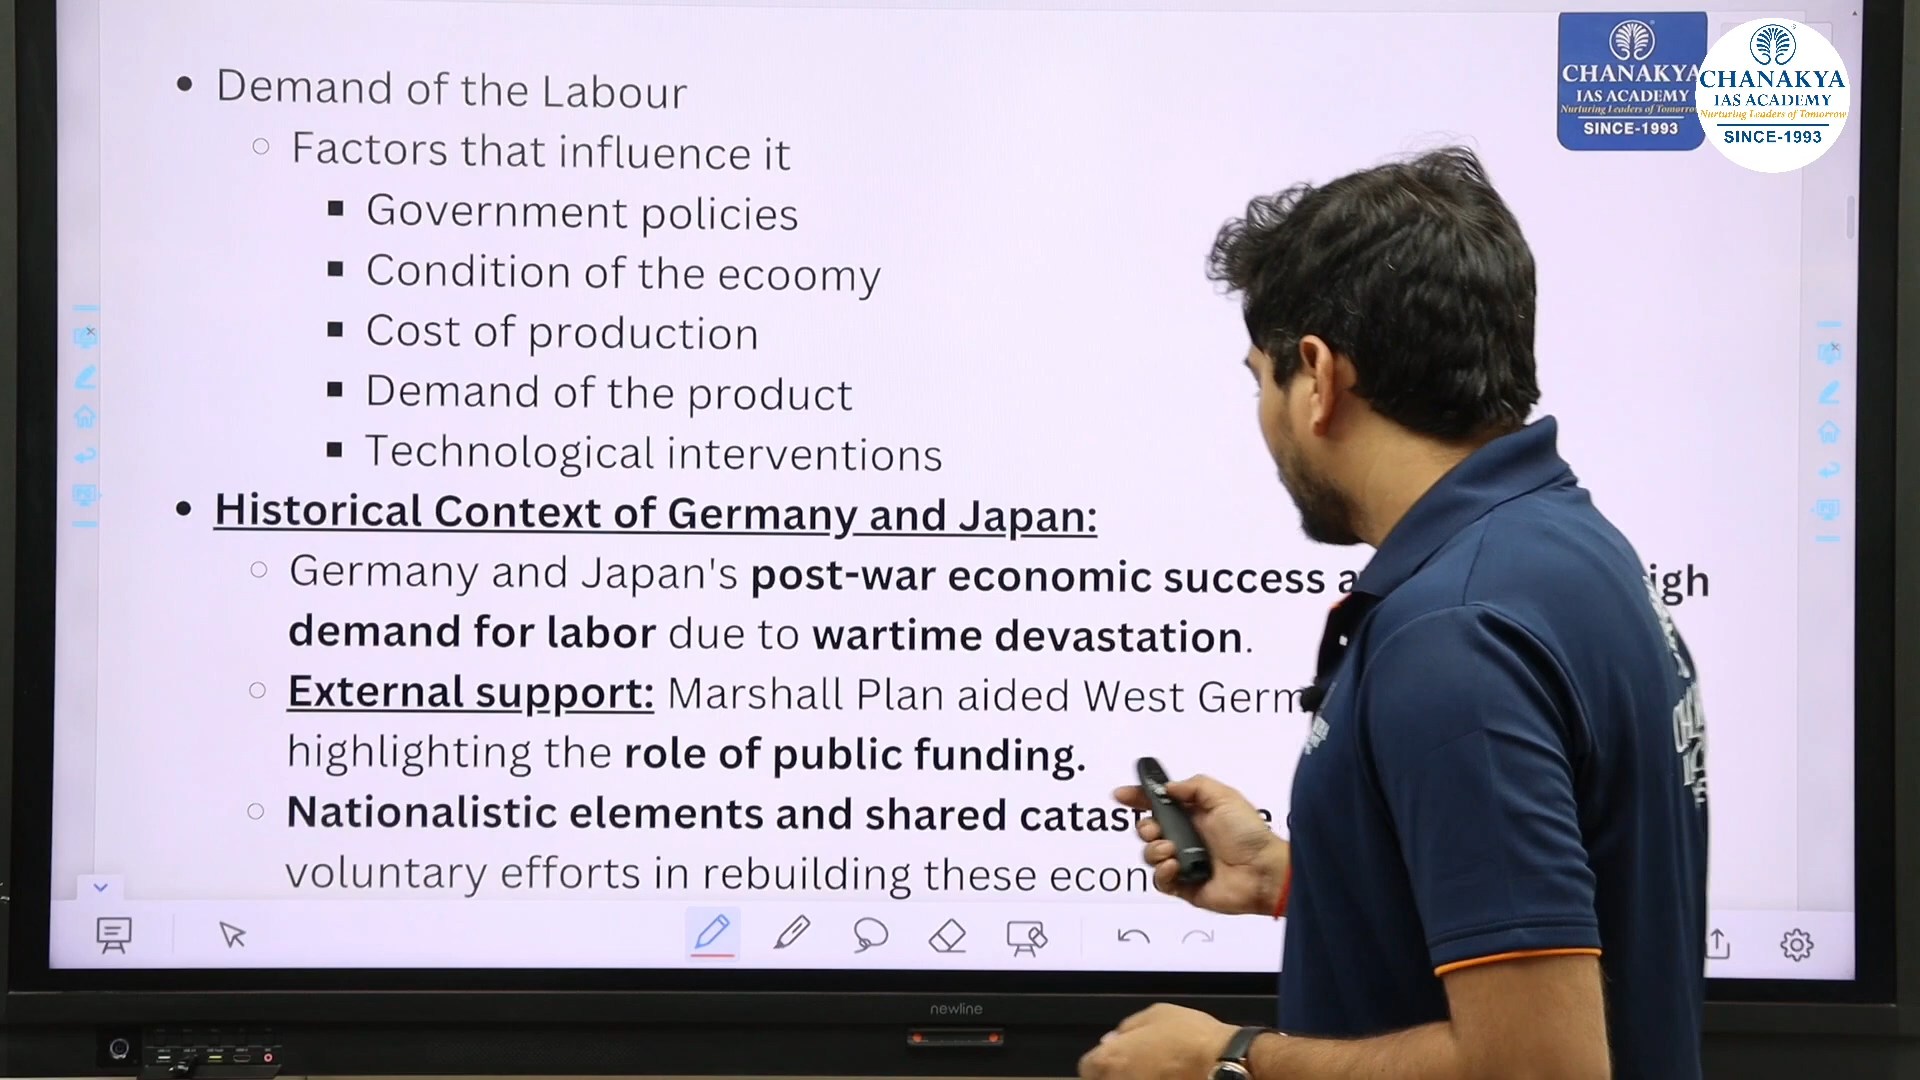 Demand of the Labour
Factors that influence it
Government policies
Condition of the ecoomy
Cost of production
Demand of the product
Technological interventions
Historical Context of Germany and Japan:
Germany and Japan's post-war economic success
demand for labor due to wartime devastation.
External support: Marshall Plan aided West
highlighting the role of public funding.
Nationalistic elements and shared
voluntary efforts in rebuilding these
CHANAKYA
IAS ACADEMY
Nurturing Leaders of Tomorrow
SINCE-1993
CHANAKYA
IAS ACADEMY
Nurturing Leaders of Tomorrow
SINCE-1993
newline